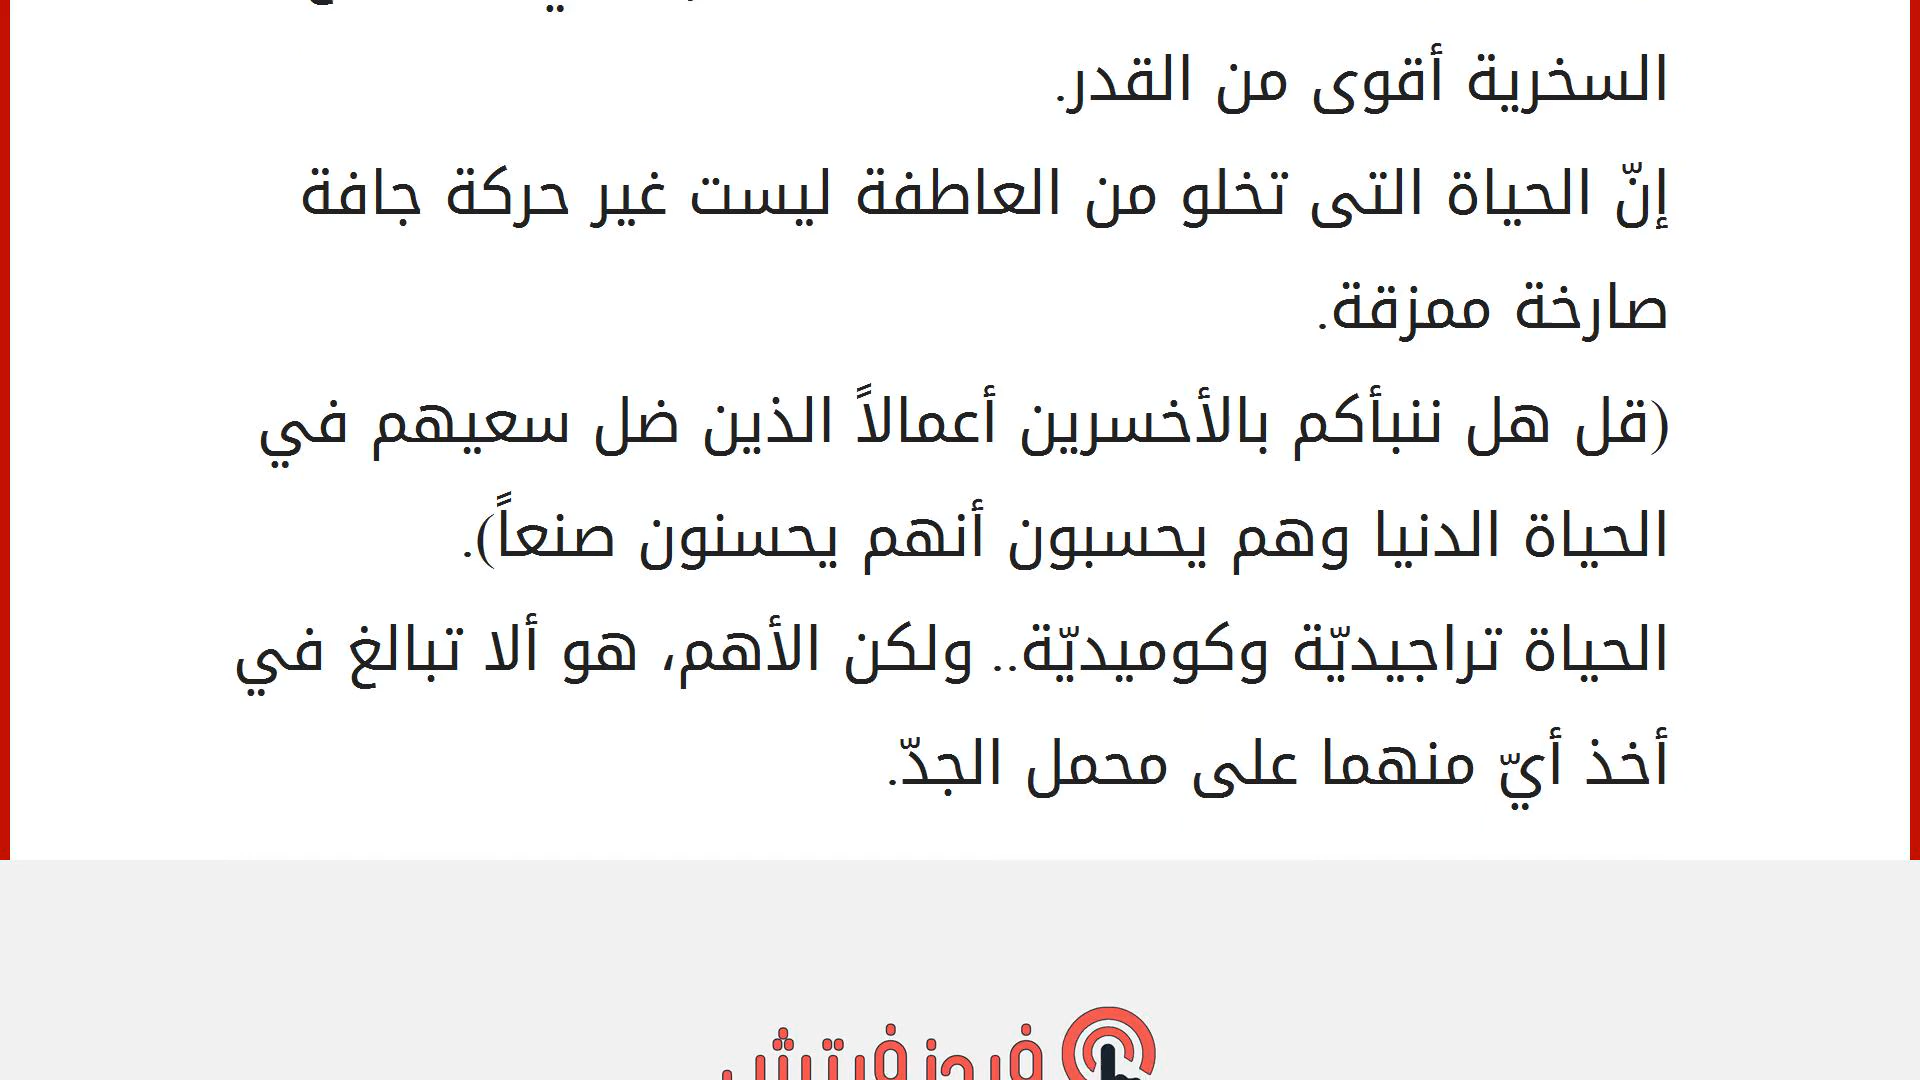 السخرية أقوى من القدر.
إنّ الحياة التى تخلو من العاطفة ليست غير حركة جافة
صارخة ممزقة.
(قل هل ننبأكم بالأخسرين أعمالاً الذين ضل سعيهم في
الحياة الدنيا وهم يحسبون أنهم يحسنون صنعاً).
الحياة تراجيديّة وكوميديّة.. ولكن الأهم، هو ألا تبالغ في
أخذ أيّ منهما على محمل الجدّ.